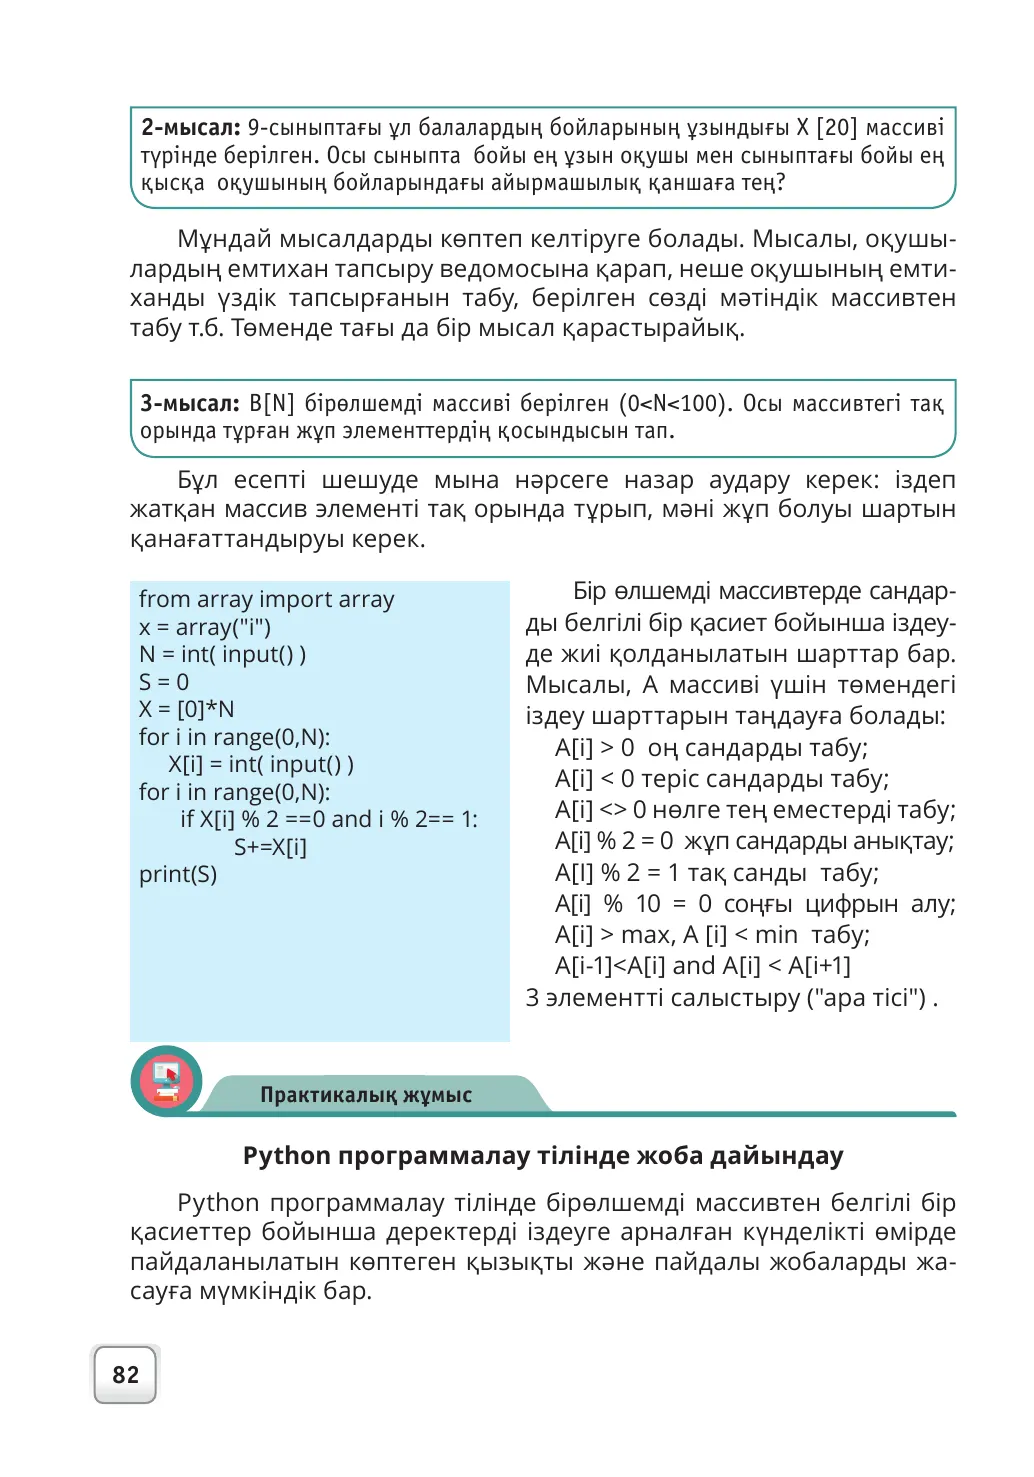 2-мысал: 9-сыныптағы ұл балалардың бойларының ұзындығы X [20] массиві
түрінде берілген. Осы сыныпта бойы ең ұзын оқушы мен сыныптағы бойы ең
қысқа оқушының бойларындағы айырмашылық қаншаға тең?
Мұндай мысалдарды көптеп келтіруге болады. Мысалы, оқушы-
лардың емтихан тапсыру ведомосына қарап, неше оқушының емти-
ханды үздік тапсырғанын табу, берілген сөзді мәтіндік массивтен
табу т.б. Төменде тағы да бір мысал қарастырайық.
3-мысал: B[N] бірөлшемді массиві берілген (0<N<100). Осы массивтегі тақ
орында тұрған жұп элементтердің қосындысын тап.
Бұл есепті шешуде мына нәрсеге назар аудару керек: іздеп
жатқан массив элементі тақ орында тұрып, мәні жұп болуы шартын
қанағаттандыруы керек.
from array import array
x = array("i")
N = int( input() )
S = 0
X = [0]*N
for i in range(0,N):
X[i] = int( input() )
for i in range(0,N):
if X[i] % 2 ==0 and i % 2== 1:
S+=X[i]
print(S)
Бір өлшемді массивтерде сандар-
ды белгілі бір қасиет бойынша іздеу-
де жиі қолданылатын шарттар бар.
Мысалы, А массиві үшін төмендегі
іздеу шарттарын таңдауға болады:
A[i] > 0 оң сандарды табу;
A[i] < 0 теріс сандарды табу;
A[i] <> 0 нөлге тең еместерді табу;
A[i] % 2 = 0 жұп сандарды анықтау;
A[I] % 2 = 1 тақ санды табу;
A[i] % 10 = 0 соңғы цифрын алу;
A[i] > max, A [i] < min табу;
A[i-1]<A[i] and A[i] < A[i+1]
3 элементті салыстыру ("ара тісі") .
Практикалық жұмыс
Python программалау тілінде жоба дайындау
Python программалау тілінде бірөлшемді массивтен белгілі бір
қасиеттер бойынша деректерді іздеуге арналған күнделікті өмірде
пайдаланылатын көптеген қызықты және пайдалы жобаларды жа-
сауға мүмкіндік бар.
82